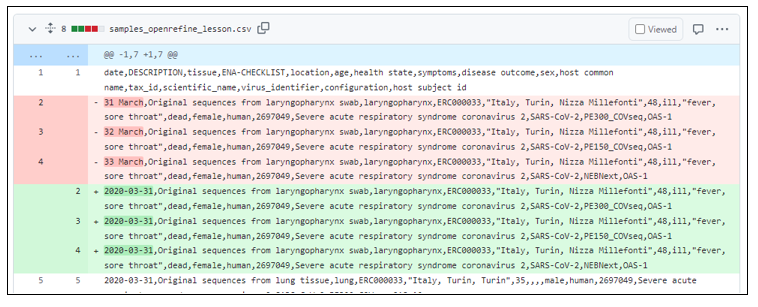 8 samples_openrefine_lesson.csv Viewed
... ... @@ -1,7 +1,7 @@
1 1 date,DESCRIPTION,tissue,ENA-CHECKLIST,location,age,health state,symptoms,disease outcome,sex,host common
name,tax_id,scientific_name,virus_identifier,configuration,host subject id
2 - 31 March,Original sequences from laryngopharynx swab,laryngopharynx,ERC000033,"Italy, Turin, Nizza Millefonti",48,ill,"fever,
sore throat",dead,female,human,2697049,Severe acute respiratory syndrome coronavirus 2,SARS-CoV-2,PE300_COVseq,OAS-1
3 - 32 March,Original sequences from laryngopharynx swab,laryngopharynx,ERC000033,"Italy, Turin, Nizza Millefonti",48,ill,"fever,
sore throat",dead,female,human,2697049,Severe acute respiratory syndrome coronavirus 2,SARS-CoV-2,PE150_COVseq,OAS-1
4 - 33 March,Original sequences from laryngopharynx swab,laryngopharynx,ERC000033,"Italy, Turin, Nizza Millefonti",48,ill,"fever,
sore throat",dead,female,human,2697049,Severe acute respiratory syndrome coronavirus 2,SARS-CoV-2,NEBNext,OAS-1
2 + 2020-03-31,Original sequences from laryngopharynx swab,laryngopharynx,ERC000033,"Italy, Turin, Nizza Millefonti",48,ill,"fever,
sore throat",dead,female,human,2697049,Severe acute respiratory syndrome coronavirus 2,SARS-CoV-2,PE300_COVseq,OAS-1
3 + 2020-03-31,Original sequences from laryngopharynx swab,laryngopharynx,ERC000033,"Italy, Turin, Nizza Millefonti",48,ill,"fever,
sore throat",dead,female,human,2697049,Severe acute respiratory syndrome coronavirus 2,SARS-CoV-2,PE150_COVseq,OAS-1
4 + 2020-03-31,Original sequences from laryngopharynx swab,laryngopharynx,ERC000033,"Italy, Turin, Nizza Millefonti",48,ill,"fever,
sore throat",dead,female,human,2697049,Severe acute respiratory syndrome coronavirus 2,SARS-CoV-2,NEBNext,OAS-1
5 5 2020-03-31,Original sequences from lung tissue,lung,ERC000033,"Italy, Turin, Turin",35,,,,male,human,2697049,Severe acute